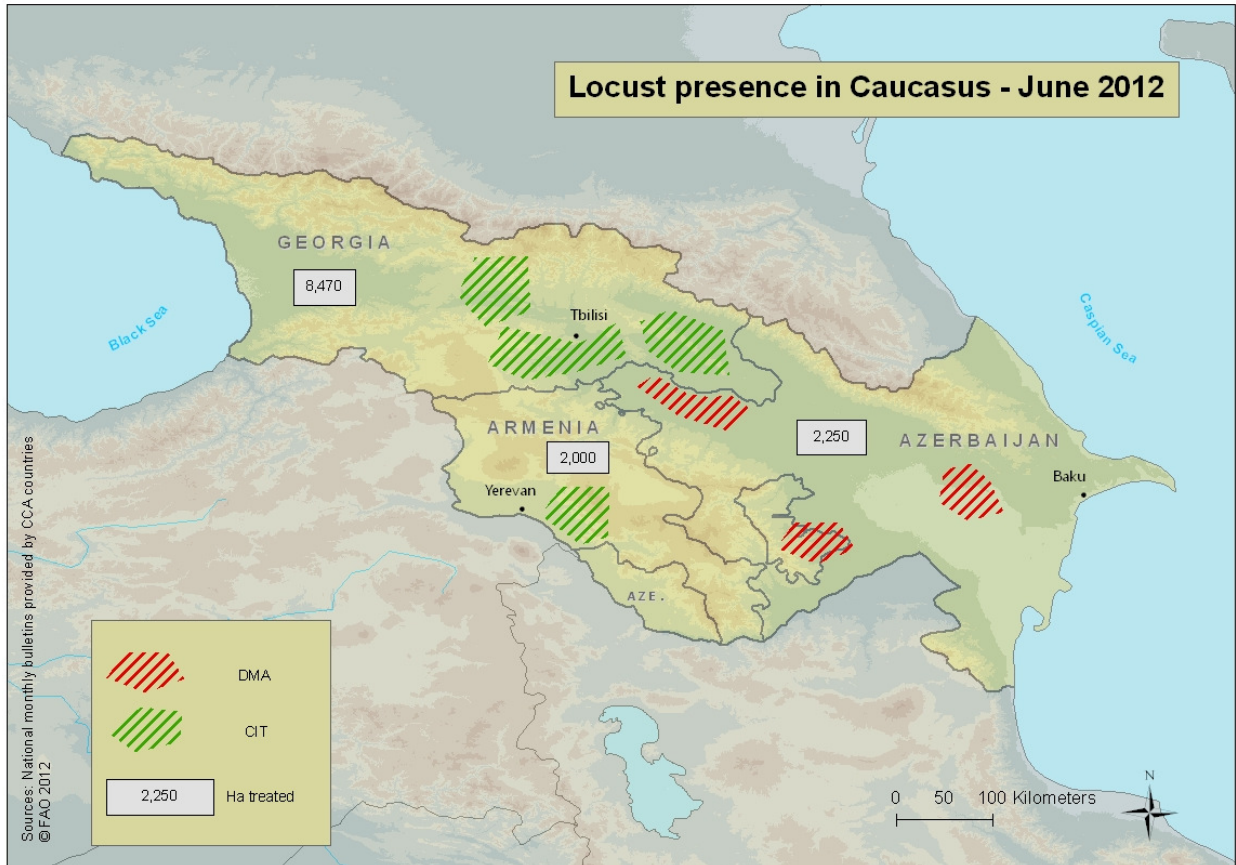 Locust presence in Caucasus - June 2012
GEORGIA
8,470
Tbilisi
Black Sea
Caspian Sea
ARMENIA
2,000
2,250
AZERBAIJAN
Yerevan
Baku
AZE.
DMA
CIT
2,250 Ha treated
0 50 100 Kilometers
N
Sources: National monthly bulletins provided by CCA countries
©FAO 2012